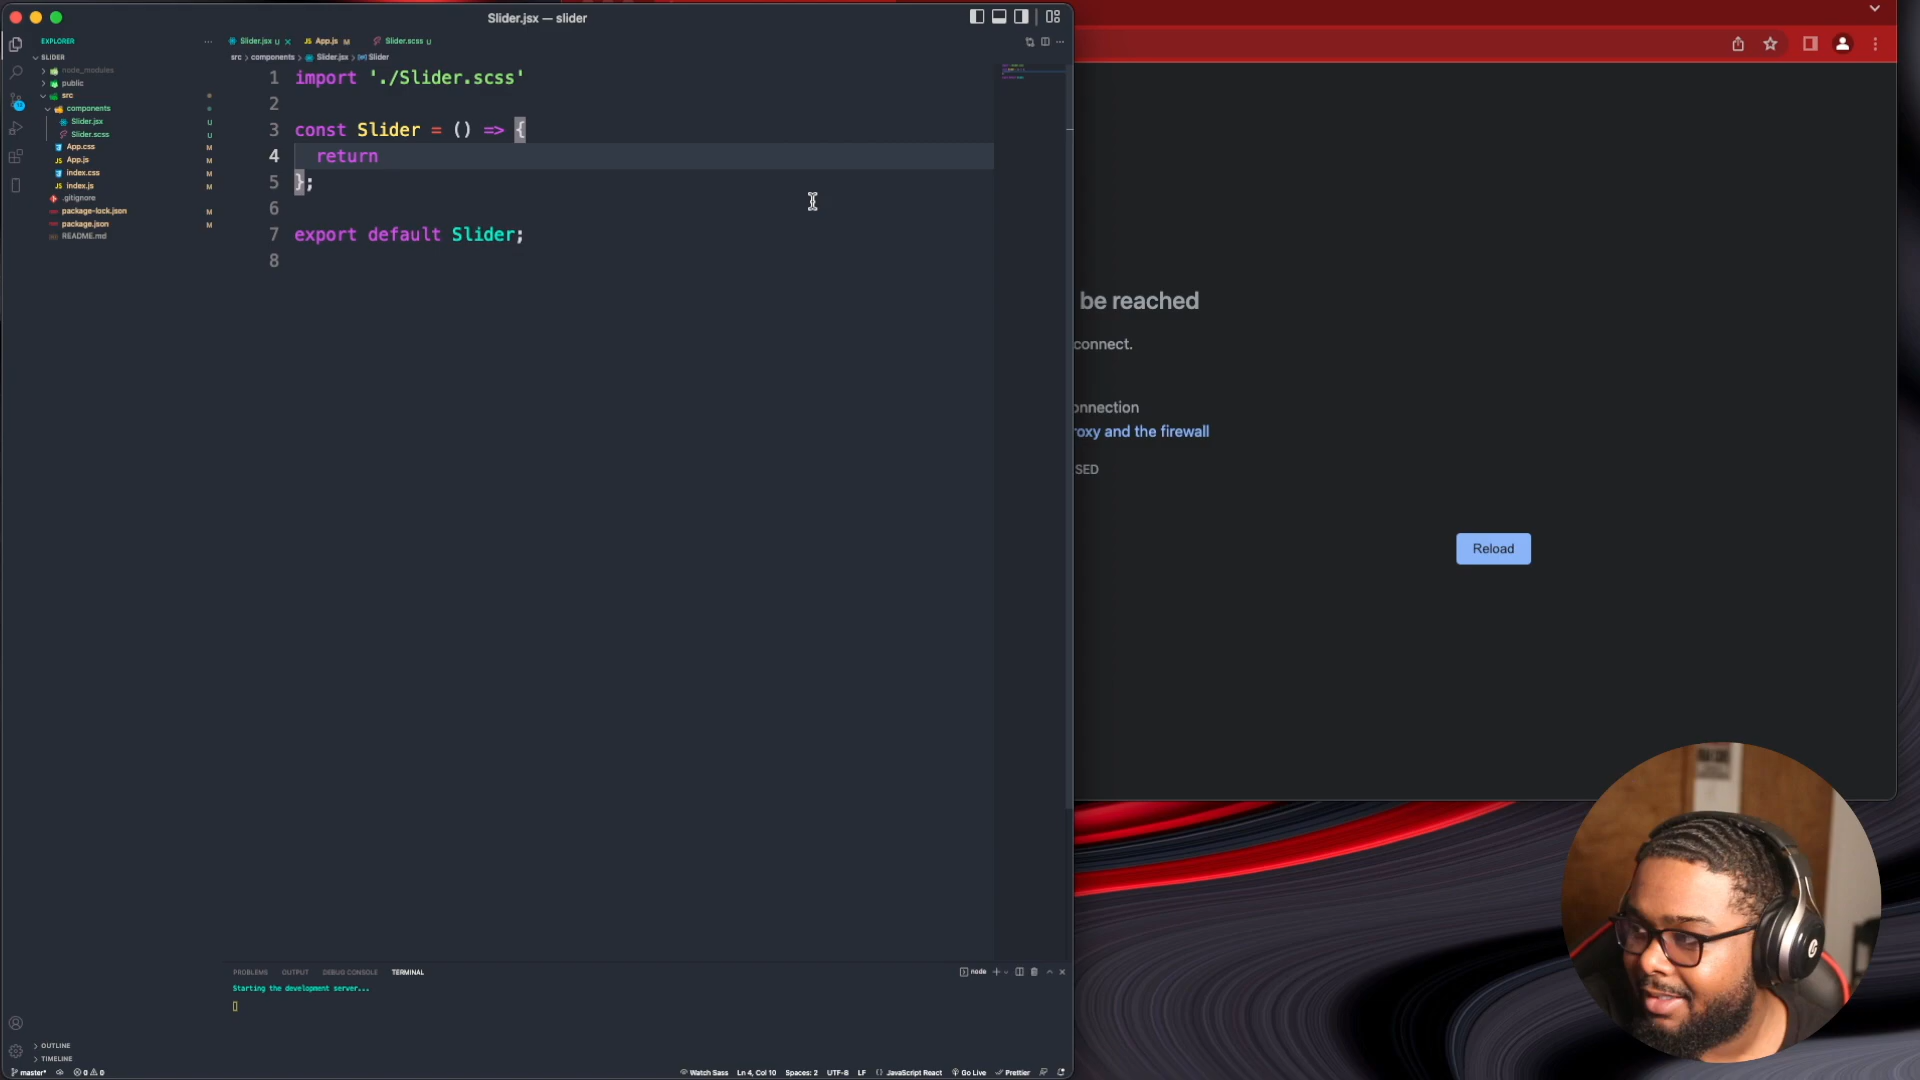 Slider.jsx — slider
EXPLORER
SLIDER
node_modules
public
src
components
Slider.jsx U
Slider.scss U
App.css M
App.js M
index.css M
index.js M
.gitignore
package-lock.json M
package.json M
README.md
OUTLINE
TIMELINE
Slider.jsx U
JS App.js M
Slider.scss U
src > components > Slider.jsx > Slider
1 import './Slider.scss'
2
3 const Slider = () => {
4 return
5 };
6
7 export default Slider;
8
PROBLEMS OUTPUT DEBUG CONSOLE TERMINAL
node
Starting the development server...
master* 0 0 Watch Sass Ln 4, Col 10 Spaces: 2 UTF-8 LF JavaScript React Go Live Prettier
be reached
connect.
onnection
roxy and the firewall
SED
Reload